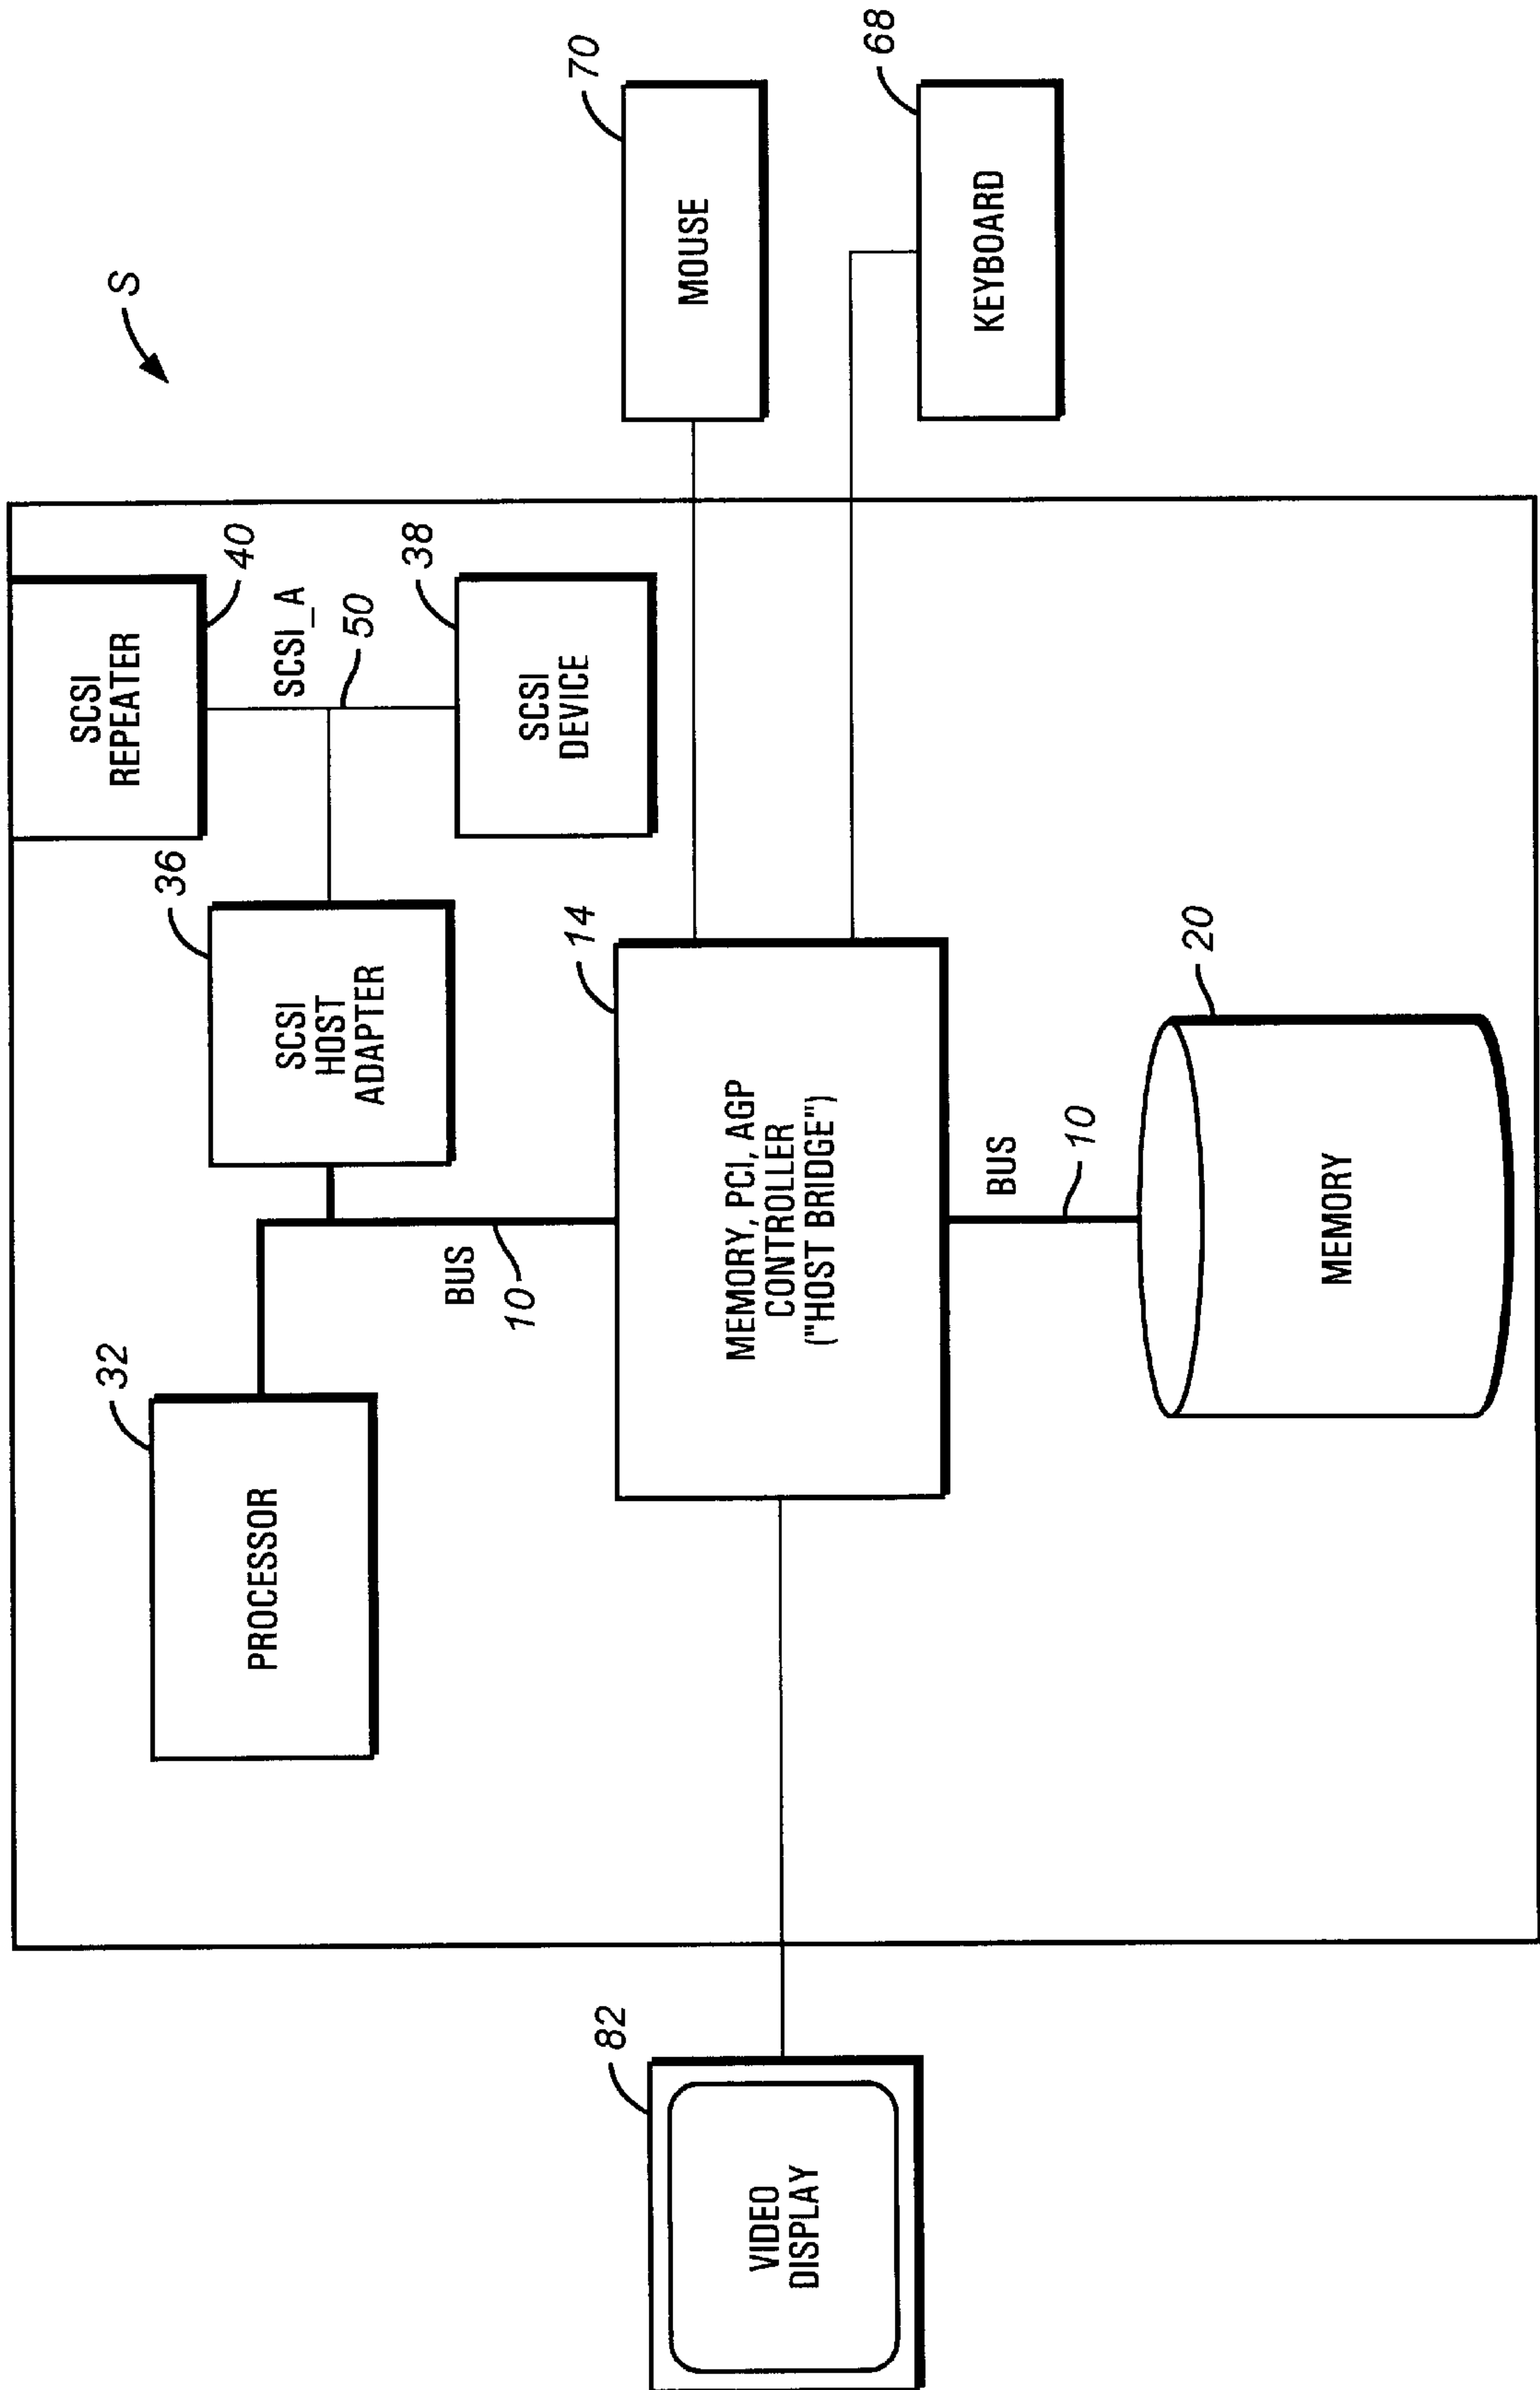 S
32
PROCESSOR
36
SCSI
HOST
ADAPTER
SCSI
REPEATER
40
SCSI_A
50
38
SCSI
DEVICE
BUS
10
14
MEMORY, PCI, AGP
CONTROLLER
("HOST BRIDGE")
82
VIDEO
DISPLAY
70
MOUSE
68
KEYBOARD
BUS
10
20
MEMORY